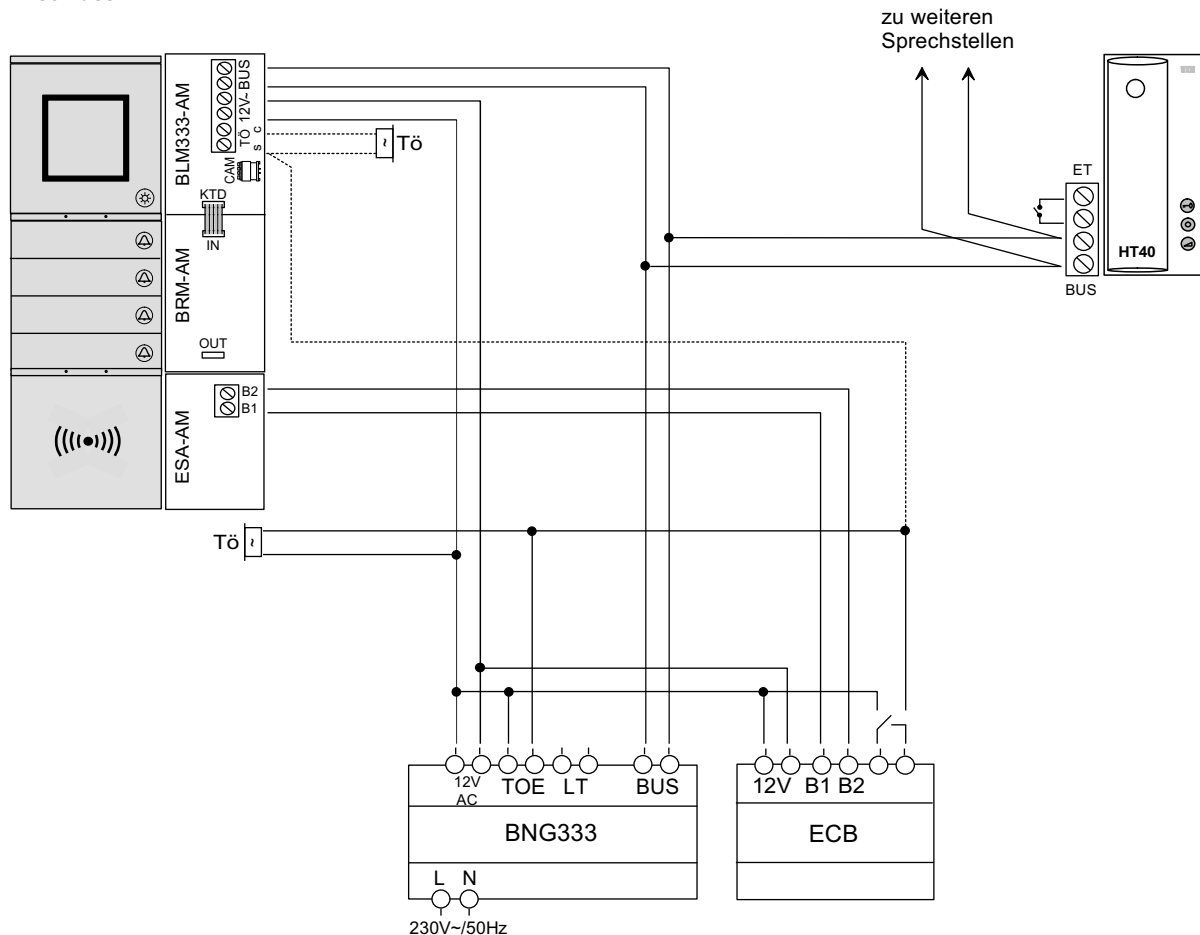 zu weiteren
Sprechstellen
BLM333-AM
BUS
12V~
TÖ
c
s
CAM
Tö
KTD
IN
BRM-AM
OUT
ESA-AM
B2
B1
ET
HT40
BUS
Tö
12V
AC
TOE
LT
BUS
BNG333
L
N
230V~/50Hz
12V
B1
B2
ECB